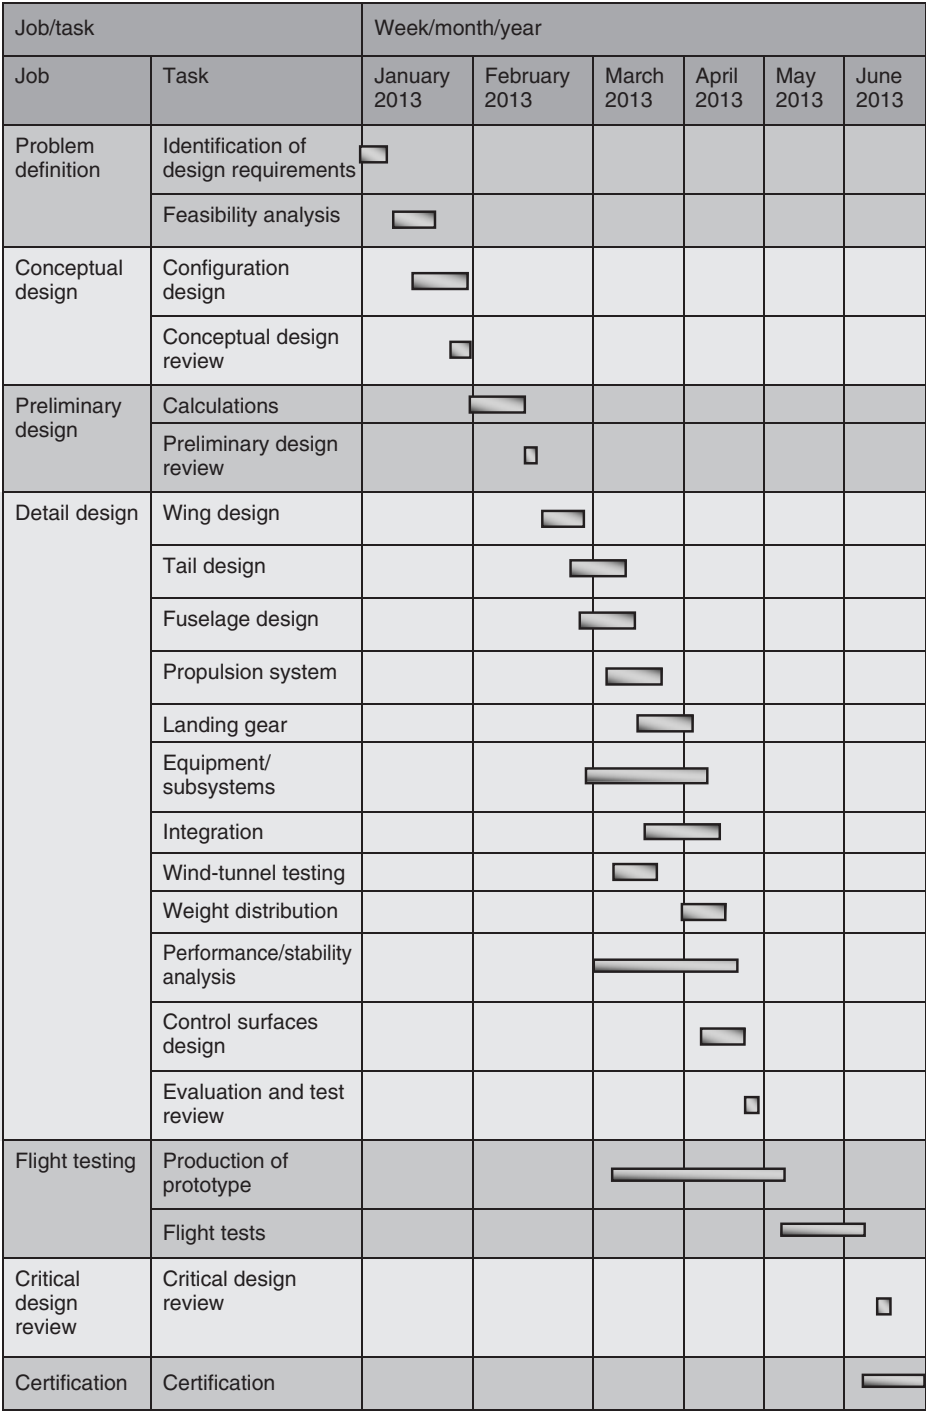 Job/task
Week/month/year
Job
Task
January
2013
February
2013
March
2013
April
2013
May
2013
June
2013
Problem
definition
Identification of
design requirements
Feasibility analysis
Conceptual
design
Configuration
design
Conceptual design
review
Preliminary
design
Calculations
Preliminary design
review
Detail design
Wing design
Tail design
Fuselage design
Propulsion system
Landing gear
Equipment/
subsystems
Integration
Wind-tunnel testing
Weight distribution
Performance/stability
analysis
Control surfaces
design
Evaluation and test
review
Flight testing
Production of
prototype
Flight tests
Critical
design
review
Critical design
review
Certification
Certification